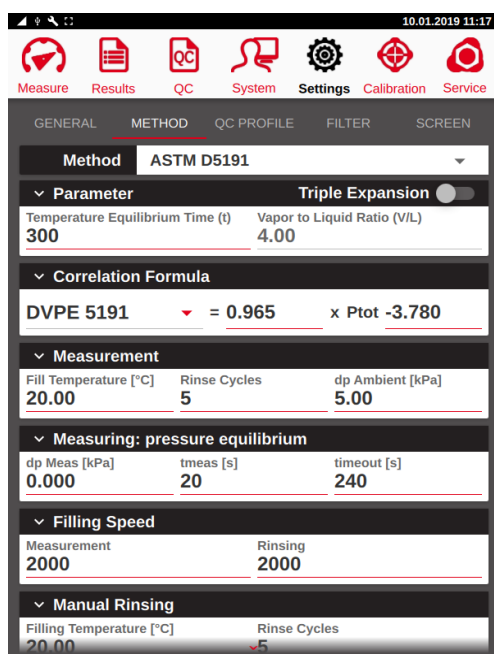 10.01.2019 11:17
QC
Measure Results QC System Settings Calibration Service
GENERAL METHOD QC PROFILE FILTER SCREEN
Method ASTM D5191
Parameter Triple Expansion
Temperature Equilibrium Time (t) Vapor to Liquid Ratio (V/L)
300 4.00
Correlation Formula
DVPE 5191 = 0.965 x Ptot -3.780
Measurement
Fill Temperature [°C] Rinse Cycles dp Ambient [kPa]
20.00 5 5.00
Measuring: pressure equilibrium
dp Meas [kPa] tmeas [s] timeout [s]
0.000 20 240
Filling Speed
Measurement Rinsing
2000 2000
Manual Rinsing
Filling Temperature [°C] Rinse Cycles
20.00 5